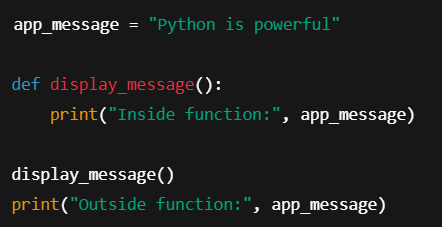 app_message = "Python is powerful"
def display_message():
    print("Inside function:", app_message)
display_message()
print("Outside function:", app_message)